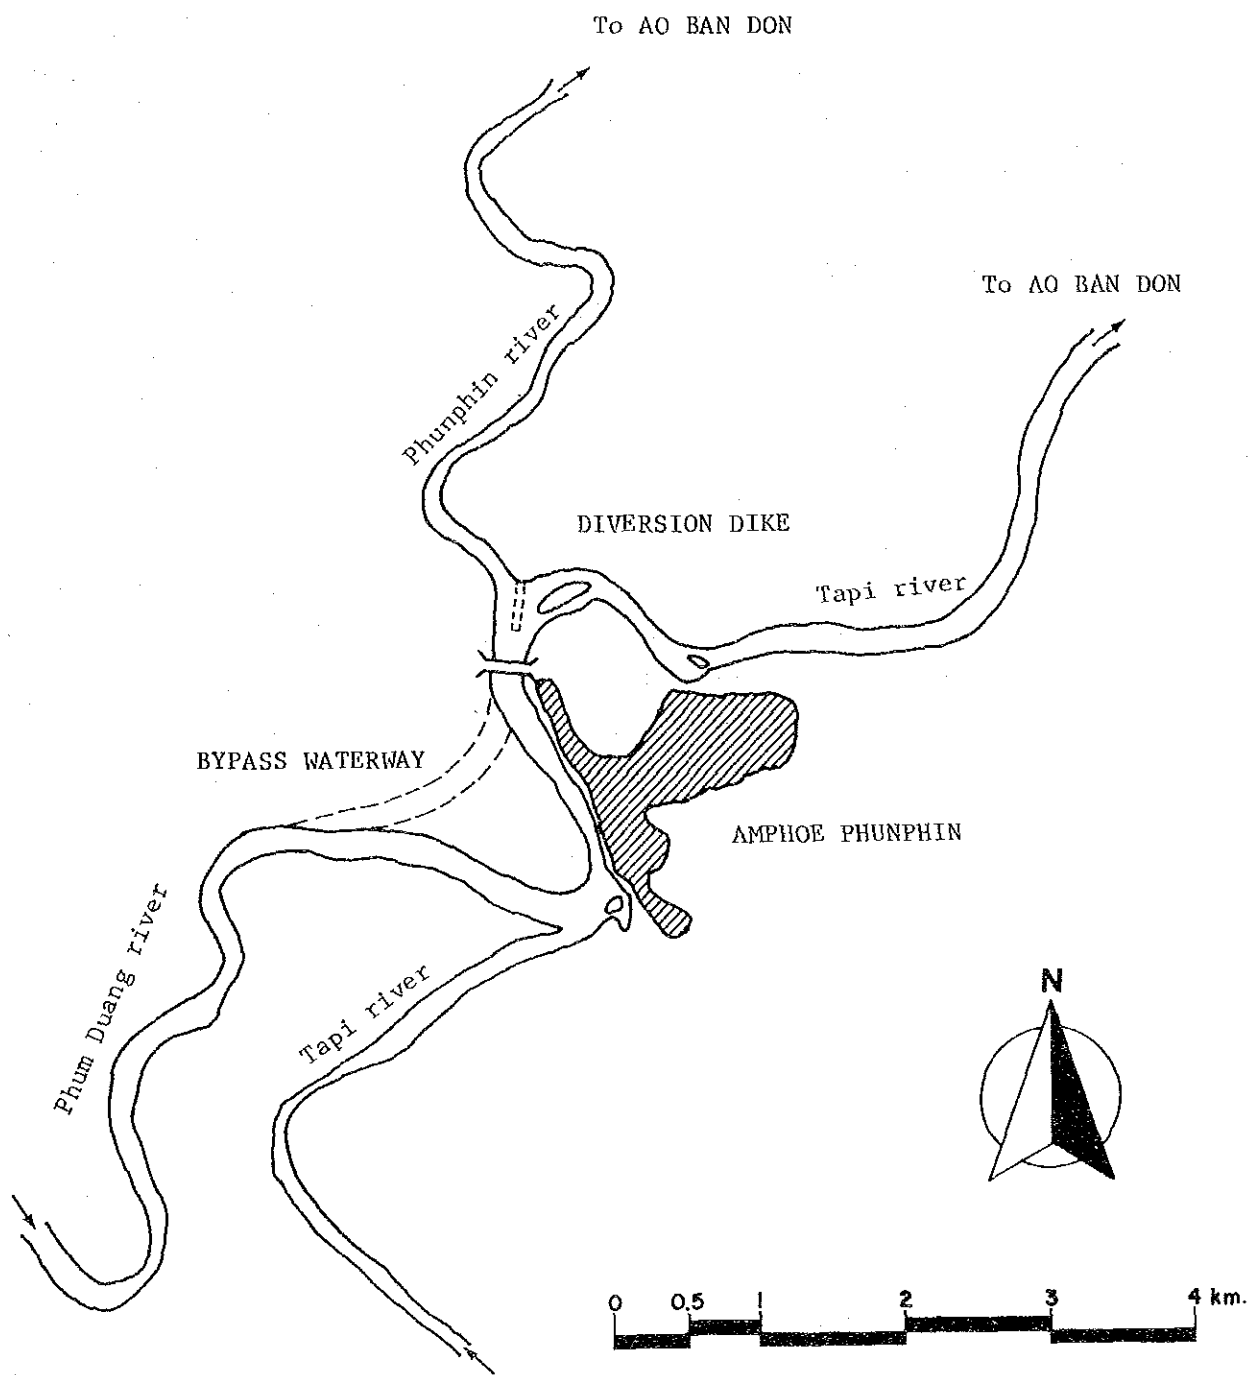 To AO BAN DON
To AO BAN DON
Phunphin river
DIVERSION DIKE
Tapi river
BYPASS WATERWAY
AMPHOE PHUNPHIN
Phum Duang river
Tapi river
N
0 0.5 1 2 3 4 km.